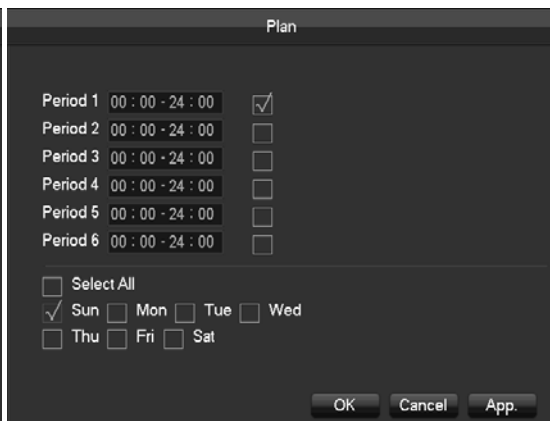 Plan
Period 1 00 : 00 - 24 : 00
Period 2 00 : 00 - 24 : 00
Period 3 00 : 00 - 24 : 00
Period 4 00 : 00 - 24 : 00
Period 5 00 : 00 - 24 : 00
Period 6 00 : 00 - 24 : 00
Select All
Sun Mon Tue Wed
Thu Fri Sat
OK Cancel App.